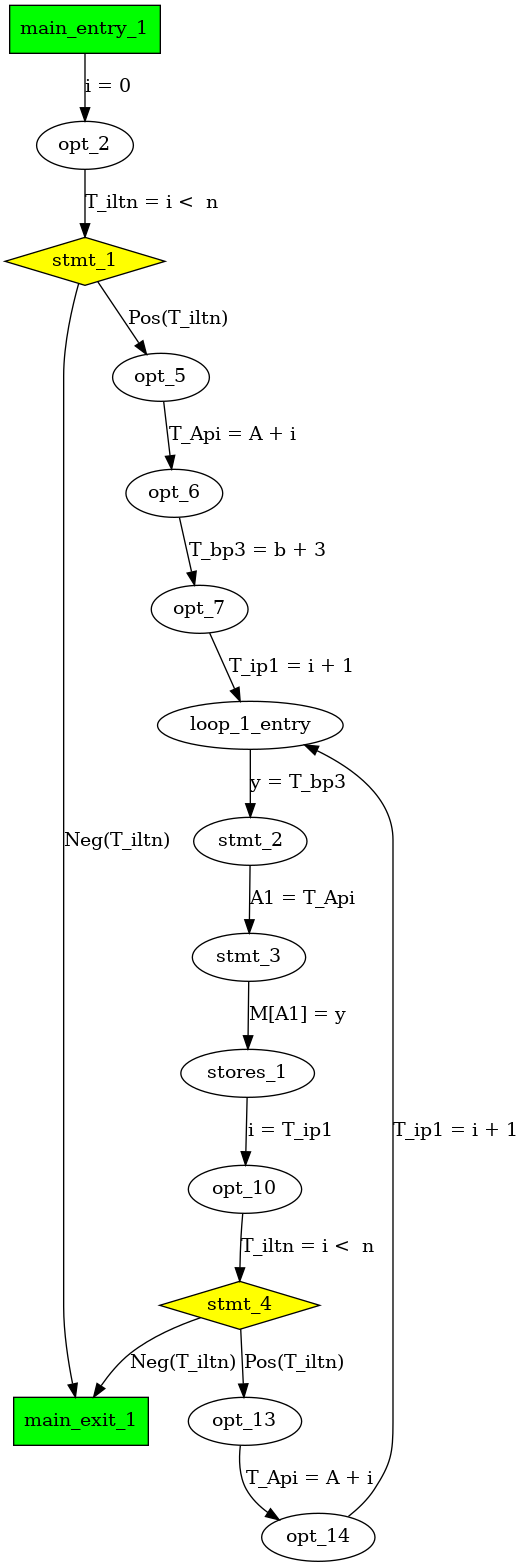 main_entry_1
i = 0
opt_2
T_iltn = i <  n
stmt_1
Pos(T_iltn)
opt_5
T_Api = A + i
opt_6
T_bp3 = b + 3
opt_7
T_ip1 = i + 1
loop_1_entry
y = T_bp3
Neg(T_iltn)
stmt_2
A1 = T_Api
stmt_3
M[A1] = y
stores_1
i = T_ip1
T_ip1 = i + 1
opt_10
T_iltn = i <  n
stmt_4
Neg(T_iltn)
Pos(T_iltn)
main_exit_1
opt_13
T_Api = A + i
opt_14